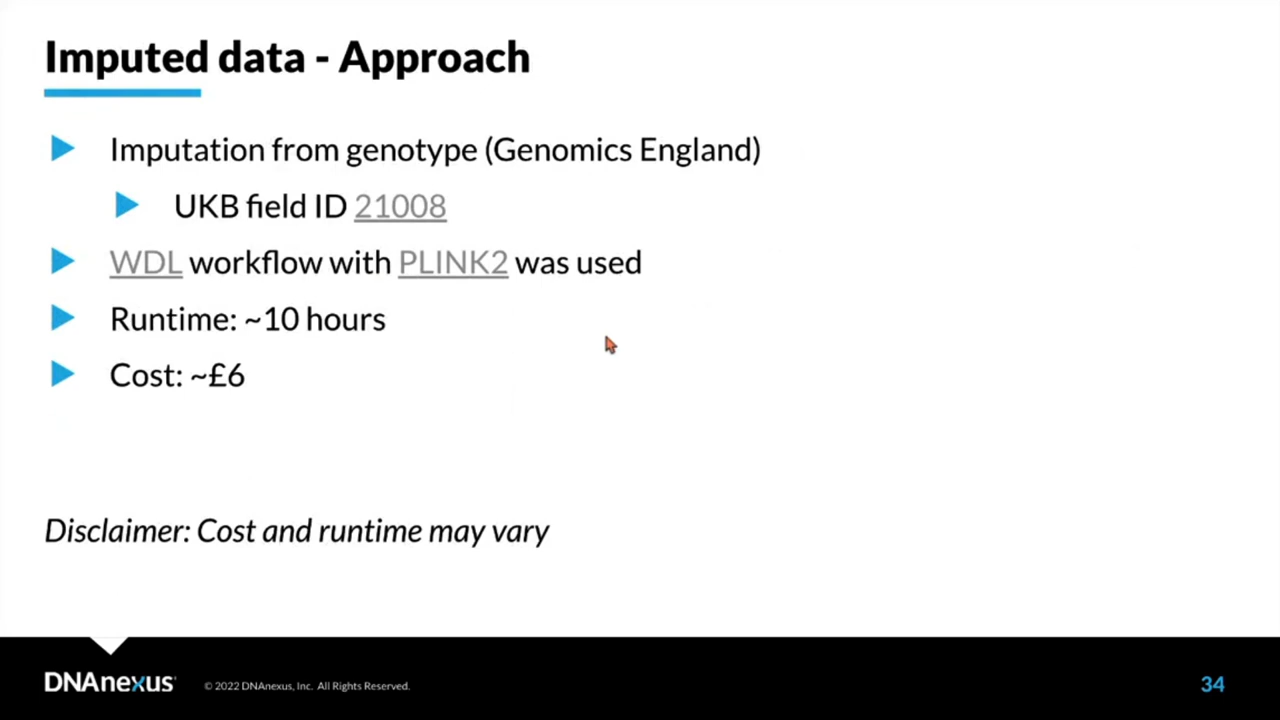 Imputed data - Approach
Imputation from genotype (Genomics England)
UKB field ID 21008
WDL workflow with PLINK2 was used
Runtime: ~10 hours
Cost: ~£6
Disclaimer: Cost and runtime may vary
DNAnexus © 2022 DNAnexus, Inc. All Rights Reserved. 34